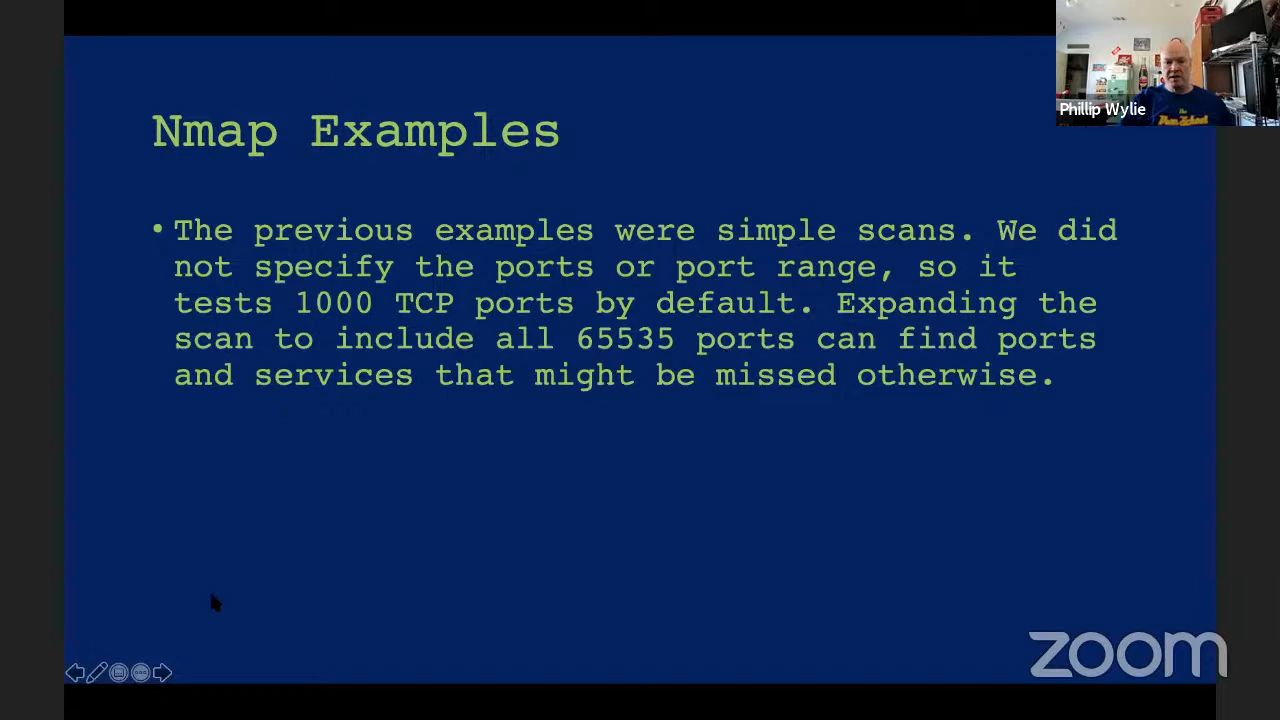 Phillip Wylie
Nmap Examples
• The previous examples were simple scans. We did
not specify the ports or port range, so it
tests 1000 TCP ports by default. Expanding the
scan to include all 65535 ports can find ports
and services that might be missed otherwise.
zoom